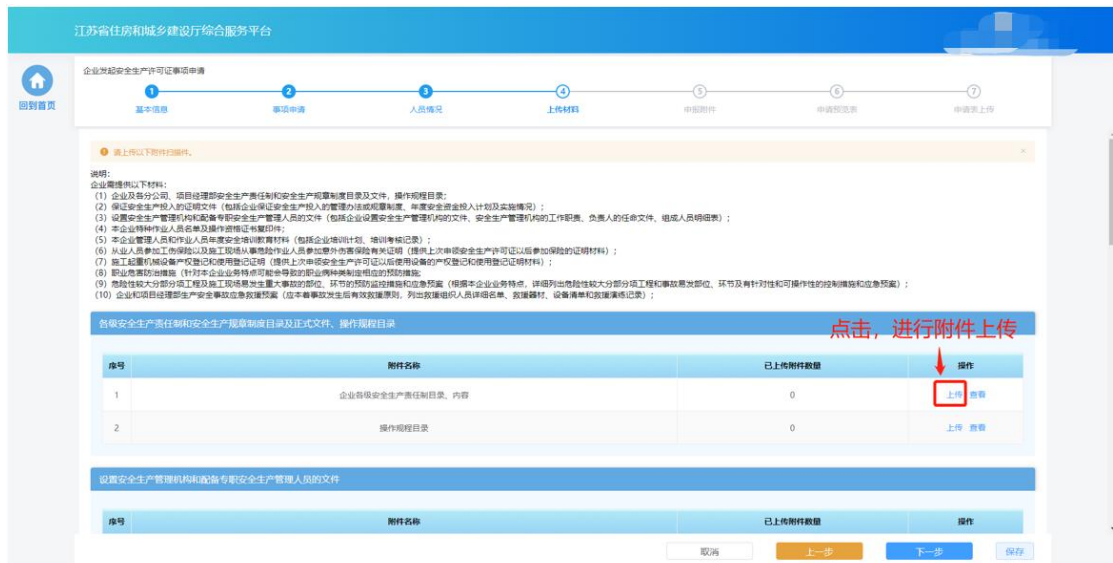 江苏省住房和城乡建设厅综合服务平台
回到首页
企业发起安全生产许可证事项申请
1 2 3 4 5 6 7
基本信息 事项申请 人员情况 上传材料 申报附件 申请预览表 申请表上传
请上传以下附件扫描件。
说明：
企业需提供以下材料：
（1）企业及各分公司、项目经理部安全生产责任制和安全生产规章制度目录及文件，操作规程目录；
（2）保证安全生产投入的证明文件（包括企业保证安全生产投入的管理办法或规章制度、年度安全资金投入计划及实施情况）；
（3）设置安全生产管理机构和配备专职安全生产管理人员的文件（包括企业设置安全生产管理机构的文件、安全生产管理机构的工作职责、负责人的任命文件、组成人员明细表）；
（4）本企业特种作业人员名单及操作资格证书复印件；
（5）本企业管理人员和作业人员年度安全培训教育材料（包括企业培训计划、培训考核记录）；
（6）从业人员参加工伤保险以及施工现场从事危险作业人员参加意外伤害保险有关证明（提供上次申领安全生产许可证以后参加保险的证明材料）；
（7）施工起重机械设备产权登记和使用登记证明（提供上次申领安全生产许可证以后使用设备的产权登记和使用登记证明材料）；
（8）职业危害防治措施（针对本企业业务特点可能会导致的职业病种类制定相应的预防措施；
（9）危险性较大分部分项工程及施工现场易发生重大事故的部位、环节的预防监控措施和应急预案（根据本企业业务特点，详细列出危险性较大分部分项工程和事故易发部位、环节及有针对性和可操作性的控制措施和应急预案）；
（10）企业和项目经理部生产安全事故应急救援预案（应本着事故发生后有效救援原则，列出救援组织人员详细名单、救援器材、设备清单和救援演练记录）；
各级安全生产责任制和安全生产规章制度目录及正式文件、操作规程目录
点击，进行附件上传
序号 附件名称 已上传附件数量 操作
1 企业各级安全生产责任制目录、内容 0 上传 查看
2 操作规程目录 0 上传 查看
设置安全生产管理机构和配备专职安全生产管理人员的文件
序号 附件名称 已上传附件数量 操作
取消 上一步 下一步 保存